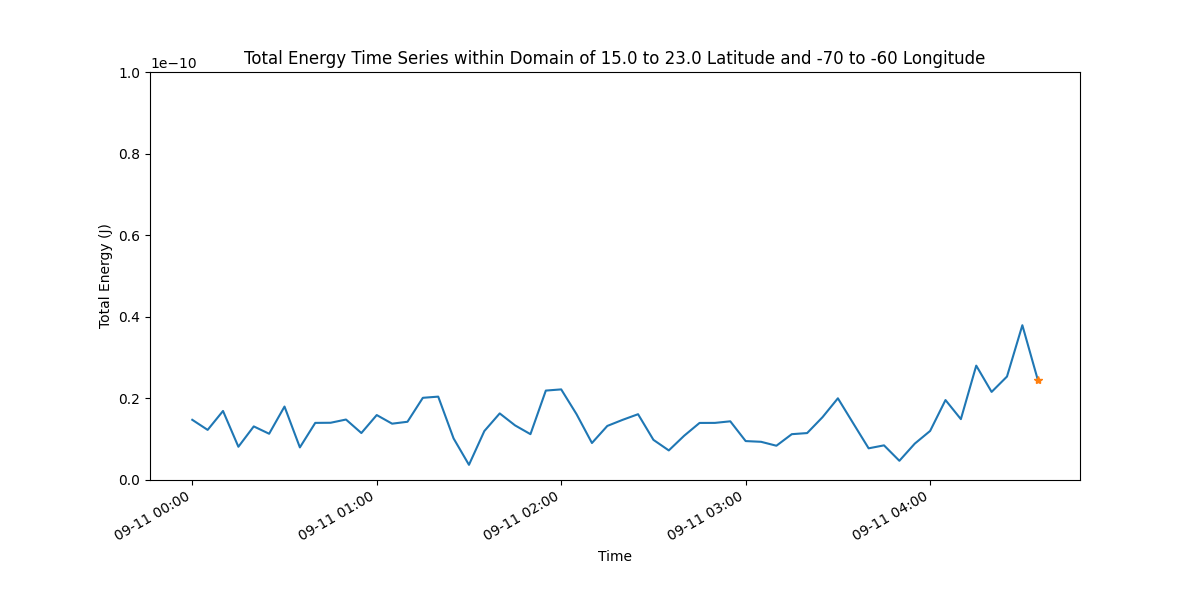 Total Energy Time Series within Domain of 15.0 to 23.0 Latitude and -70 to -60 Longitude
1e−10
1.0
0.8
0.6
0.4
0.2
0.0
Total Energy (J)
09-11 00:00
09-11 01:00
09-11 02:00
09-11 03:00
09-11 04:00
Time